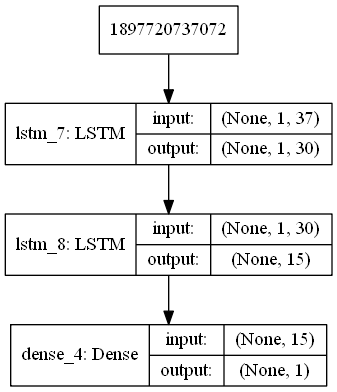 1897720737072
lstm_7: LSTM
input:
(None, 1, 37)
output:
(None, 1, 30)
lstm_8: LSTM
input:
(None, 1, 30)
output:
(None, 15)
dense_4: Dense
input:
(None, 15)
output:
(None, 1)